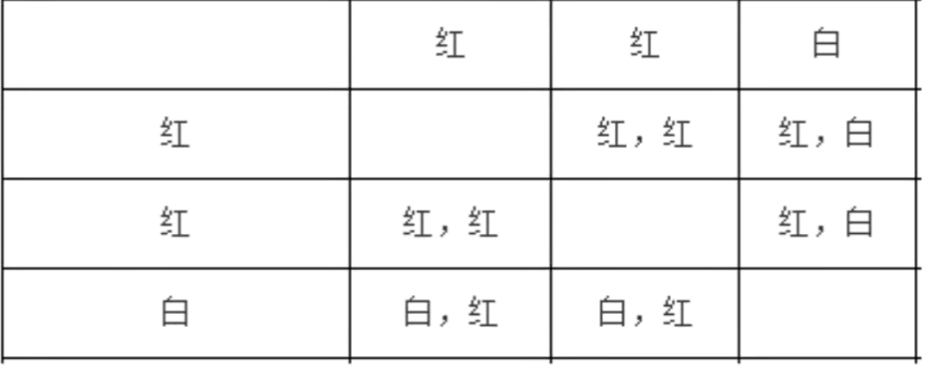 红 红 白
红 红，红 红，白
红 红，红 红，白
白 白，红 白，红